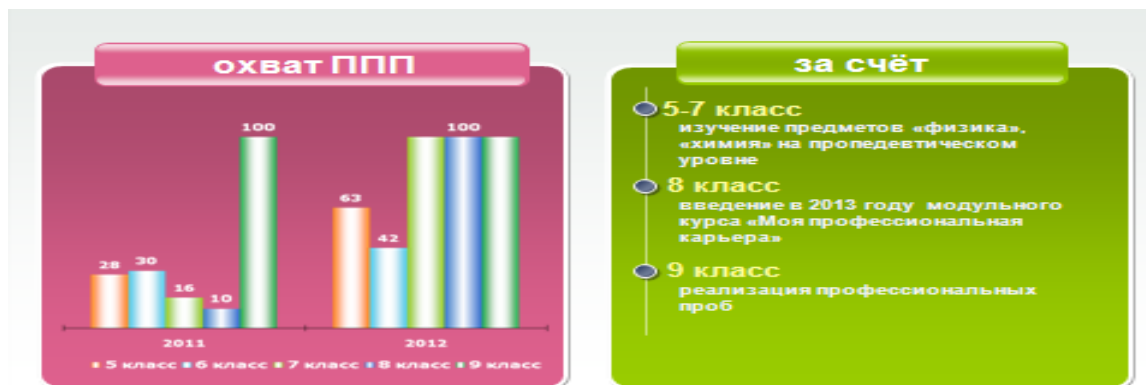 охват ППП
100
28
30
16
10
63
42
100
2011
2012
5 класс 6 класс 7 класс 8 класс 9 класс
за счёт
5-7 класс
изучение предметов «физика»,
«химия» на пропедевтическом
уровне
8 класс
введение в 2013 году модульного
курса «Моя профессиональная
карьера»
9 класс
реализация профессиональных
проб